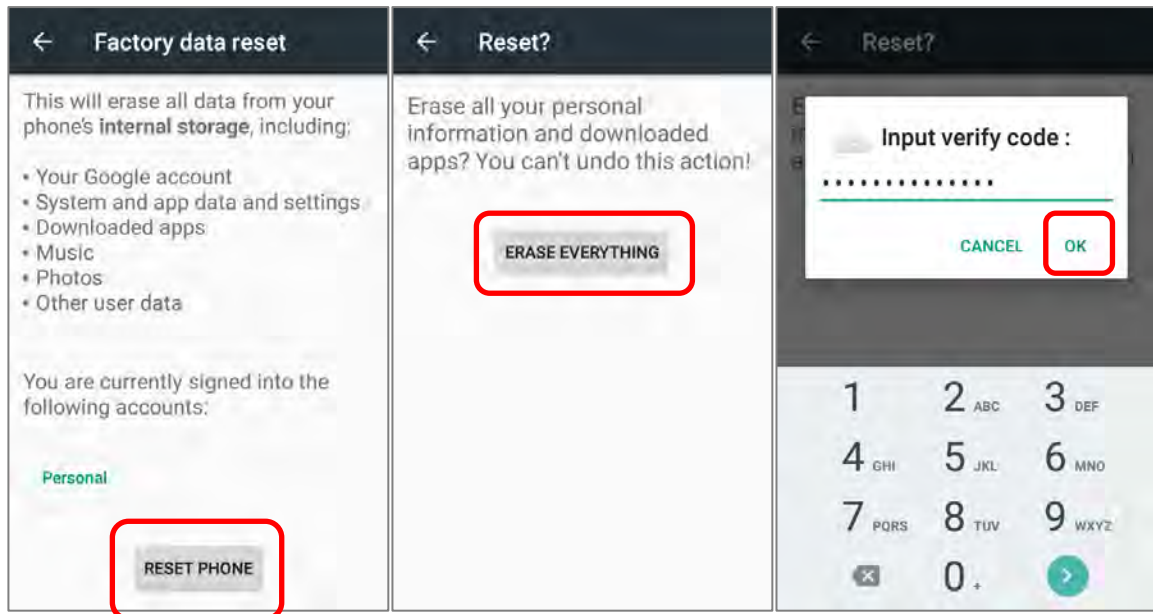 ← Factory data reset
This will erase all data from your
phone's internal storage, including:
• Your Google account
• System and app data and settings
• Downloaded apps
• Music
• Photos
• Other user data
You are currently signed into the
following accounts:
Personal
RESET PHONE
← Reset?
Erase all your personal
information and downloaded
apps? You can't undo this action!
ERASE EVERYTHING
← Reset?
Input verify code :
CANCEL OK
1 2 ABC 3 DEF
4 GHI 5 JKL 6 MNO
7 PQRS 8 TUV 9 WXYZ
0 +